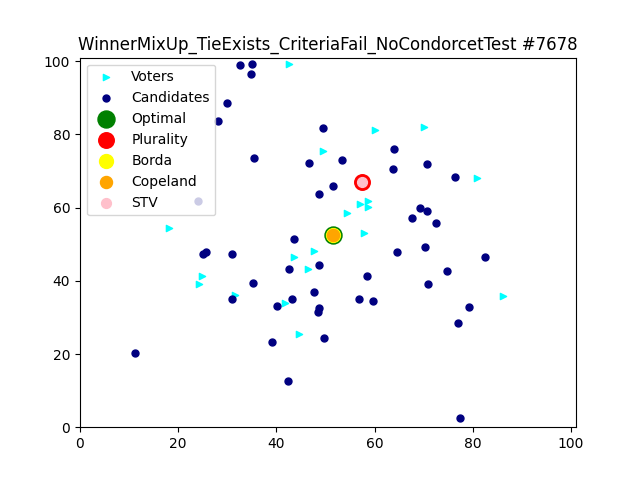 WinnerMixUp_TieExists_CriteriaFail_NoCondorcetTest #7678
Voters
Candidates
Optimal
Plurality
Borda
Copeland
STV
100
80
60
40
20
0
0 20 40 60 80 100